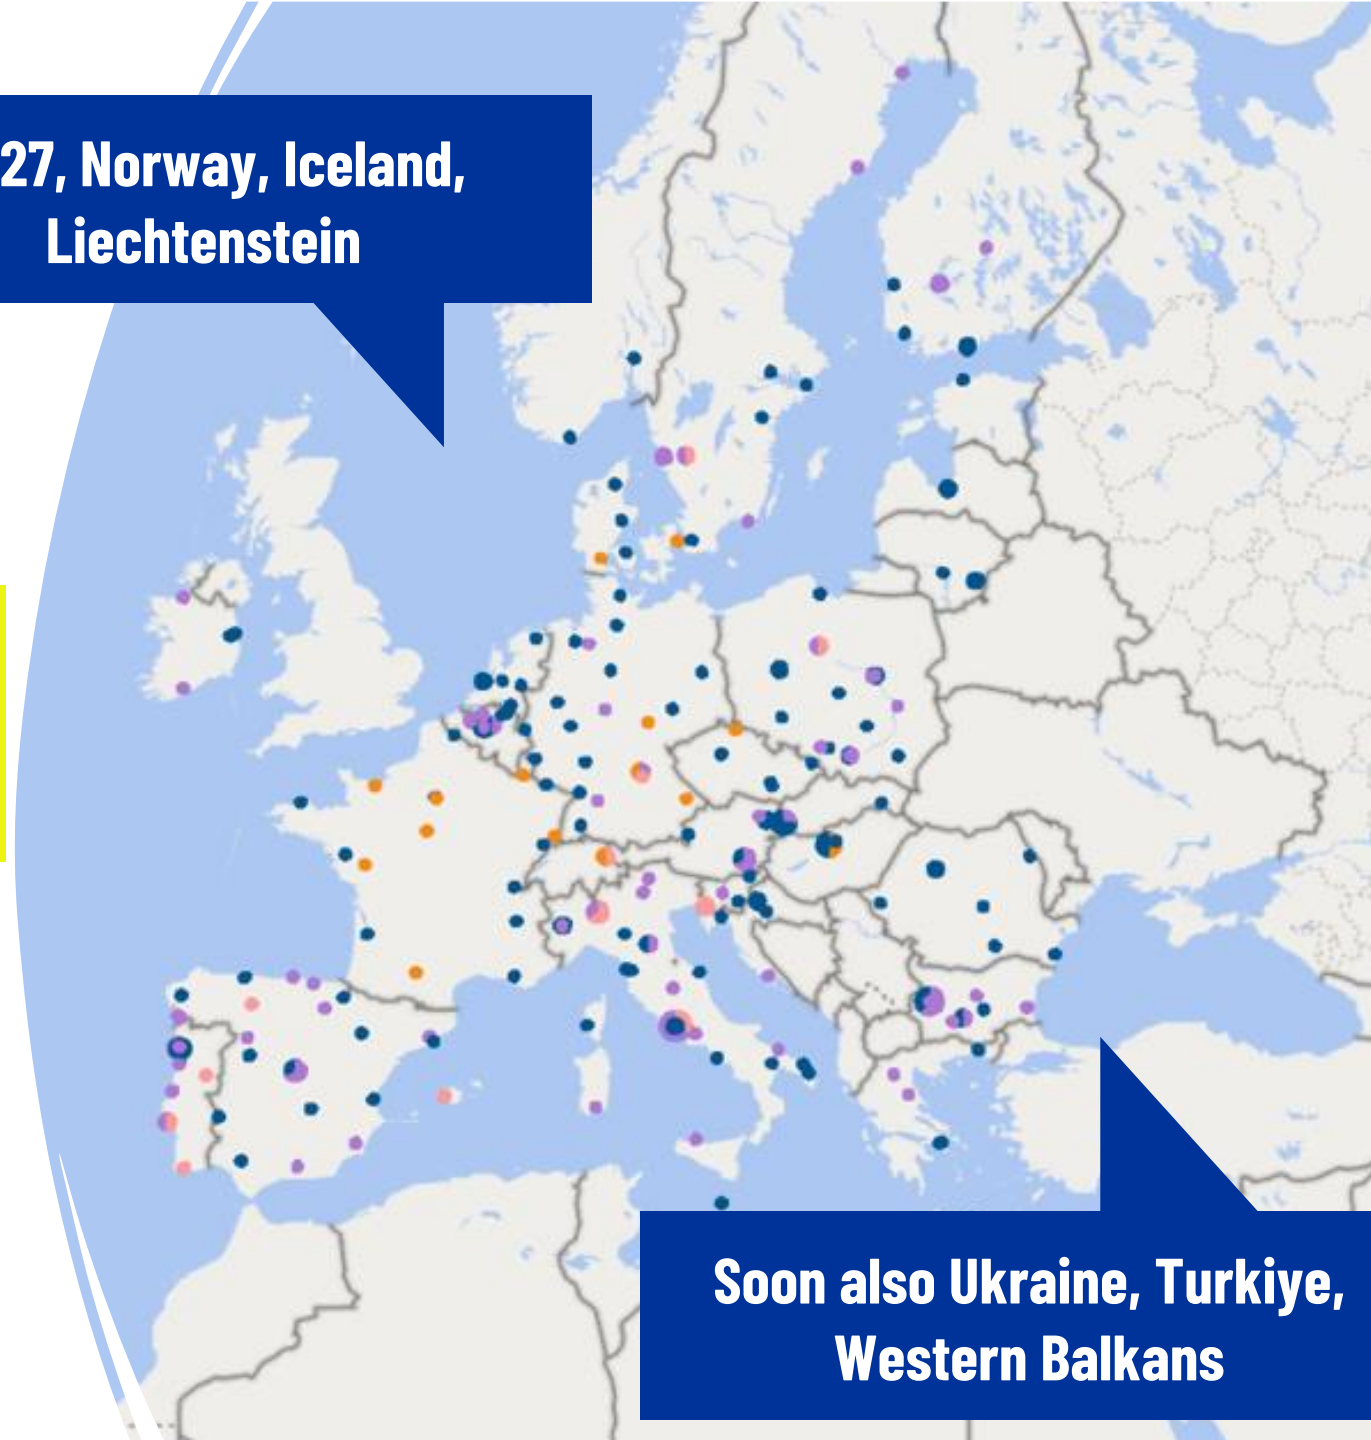 27, Norway, Iceland,
Liechtenstein
Soon also Ukraine, Turkiye,
Western Balkans